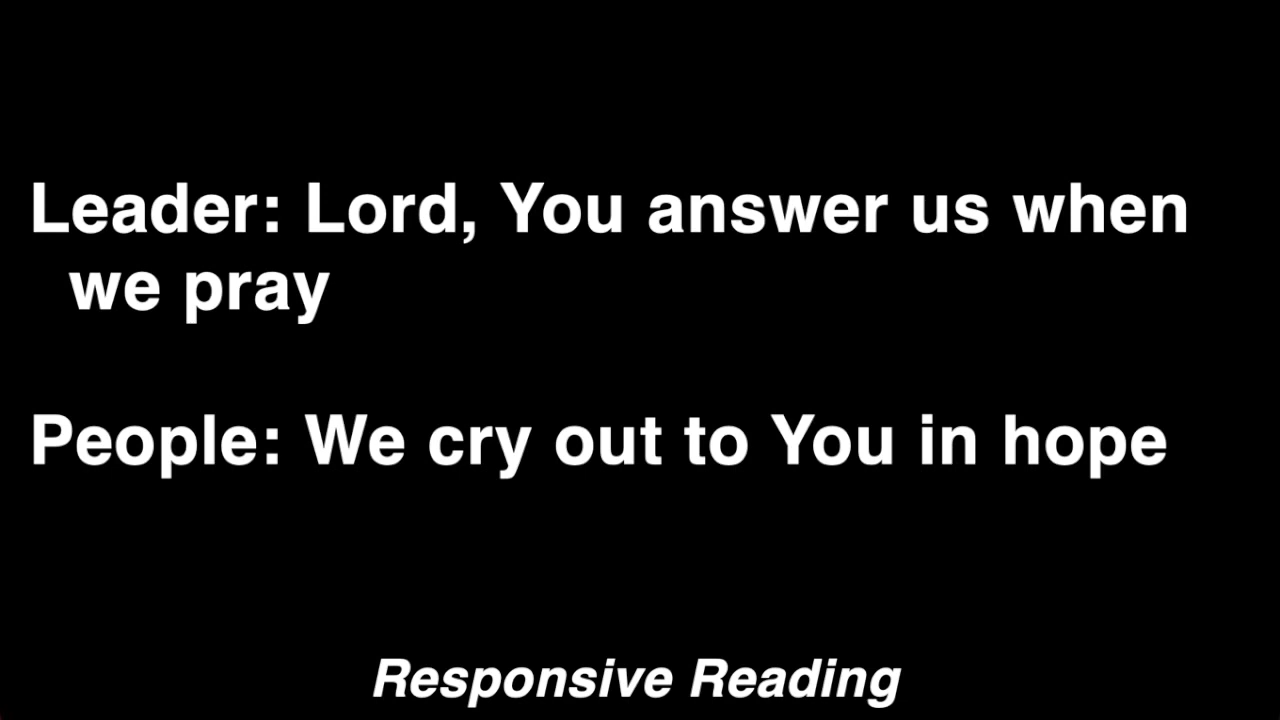 Leader: Lord, You answer us when
we pray
People: We cry out to You in hope
Responsive Reading